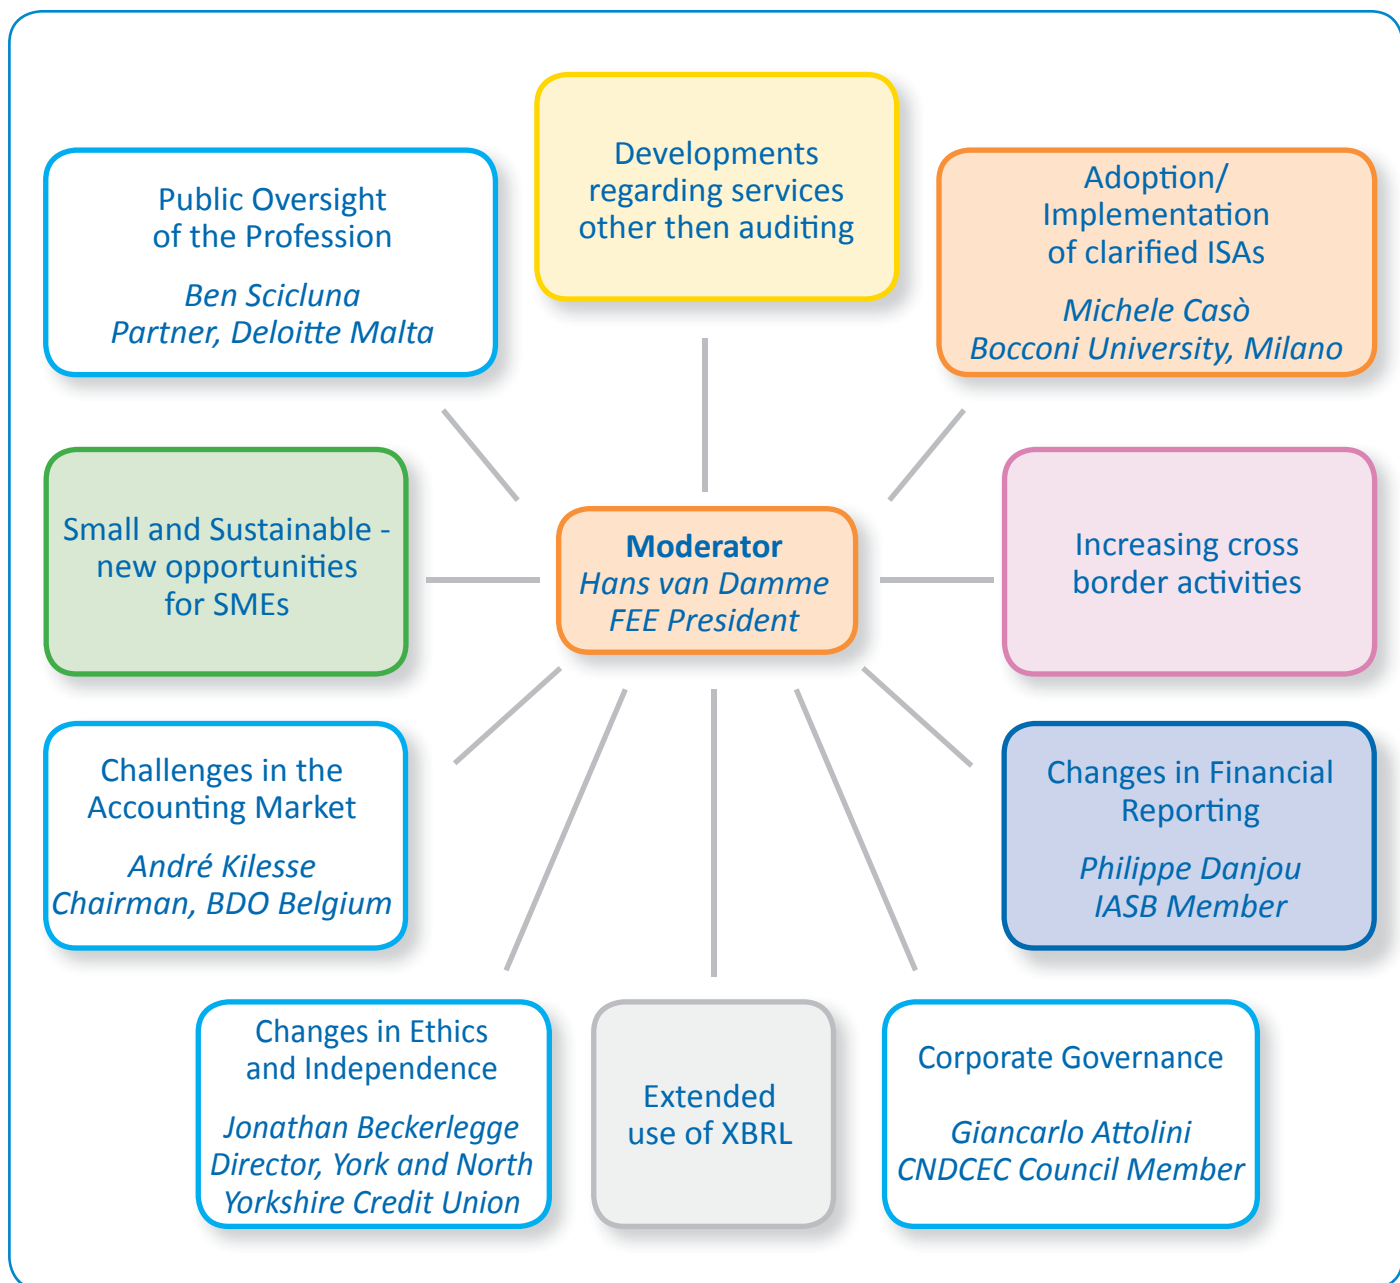 Developments
regarding services
other then auditing
Public Oversight
of the Profession
Ben Scicluna
Partner, Deloitte Malta
Adoption/
Implementation
of clarified ISAs
Michele Casò
Bocconi University, Milano
Small and Sustainable -
new opportunities
for SMEs
Moderator
Hans van Damme
FEE President
Increasing cross
border activities
Challenges in the
Accounting Market
André Kilesse
Chairman, BDO Belgium
Changes in Financial
Reporting
Philippe Danjou
IASB Member
Changes in Ethics
and Independence
Jonathan Beckerlegge
Director, York and North
Yorkshire Credit Union
Extended
use of XBRL
Corporate Governance
Giancarlo Attolini
CNDCEC Council Member